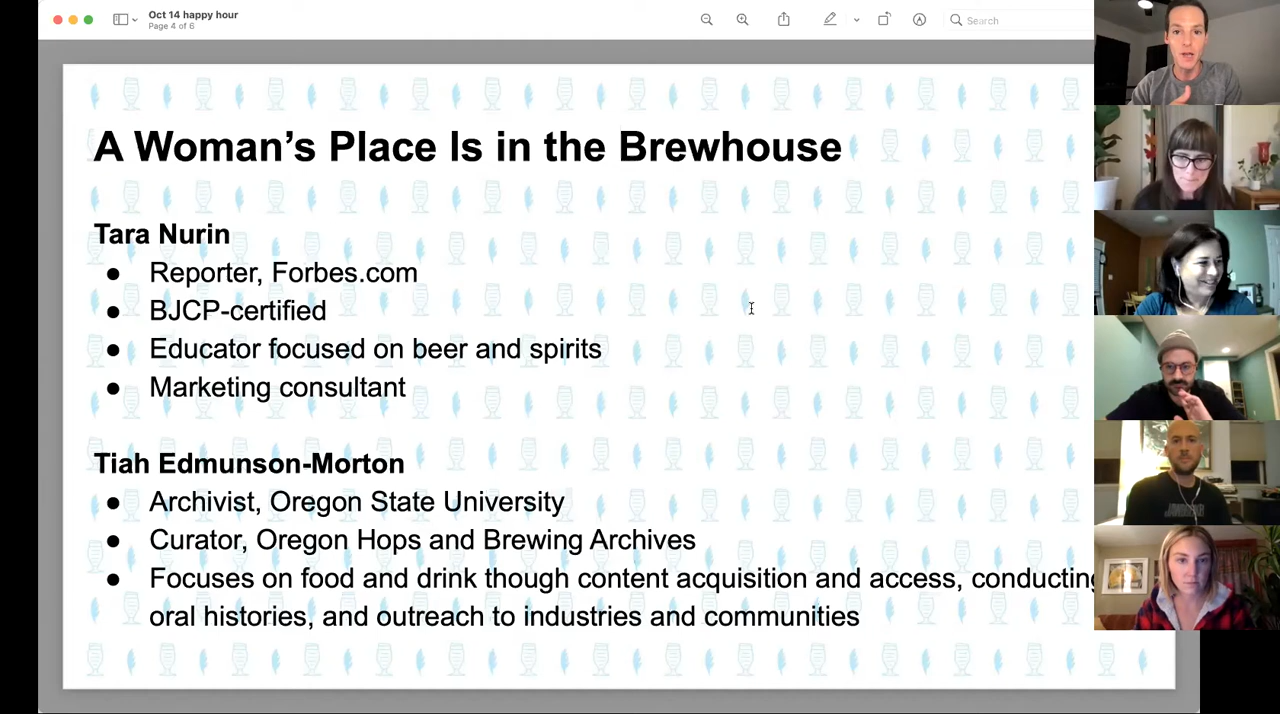 Oct 14 happy hour
Page 4 of 6
Search
A Woman’s Place Is in the Brewhouse
Tara Nurin
● Reporter, Forbes.com
● BJCP-certified
● Educator focused on beer and spirits
● Marketing consultant
Tiah Edmunson-Morton
● Archivist, Oregon State University
● Curator, Oregon Hops and Brewing Archives
● Focuses on food and drink though content acquisition and access, conducting
oral histories, and outreach to industries and communities